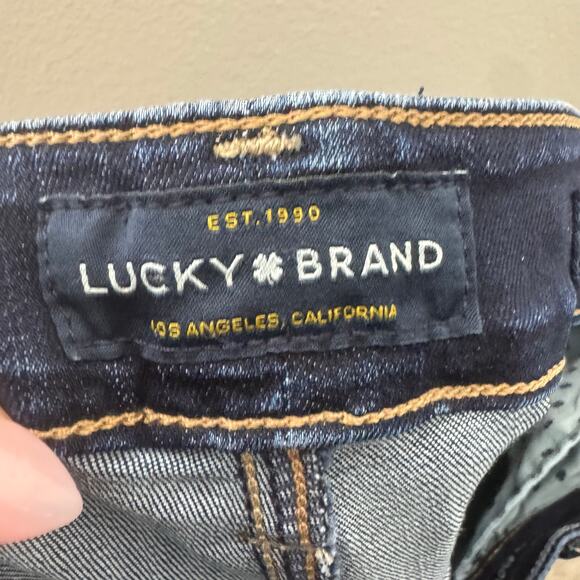 EST.1990
LUCKY BRAND
LOS ANGELES, CALIFORNIA